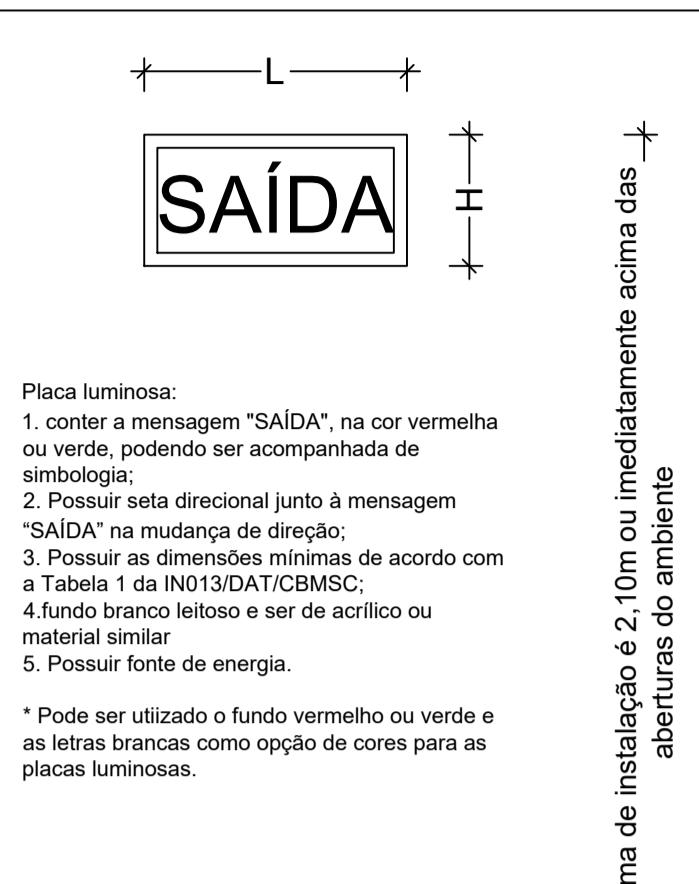 L
SAÍDA
H
Placa luminosa:
1. conter a mensagem "SAÍDA", na cor vermelha
ou verde, podendo ser acompanhada de
simbologia;
2. Possuir seta direcional junto à mensagem
“SAÍDA” na mudança de direção;
3. Possuir as dimensões mínimas de acordo com
a Tabela 1 da IN013/DAT/CBMSC;
4.fundo branco leitoso e ser de acrílico ou
material similar
5. Possuir fonte de energia.
* Pode ser utiizado o fundo vermelho ou verde e
as letras brancas como opção de cores para as
placas luminosas.
de instalação é 2,10m ou imediatamente acima das
aberturas do ambiente